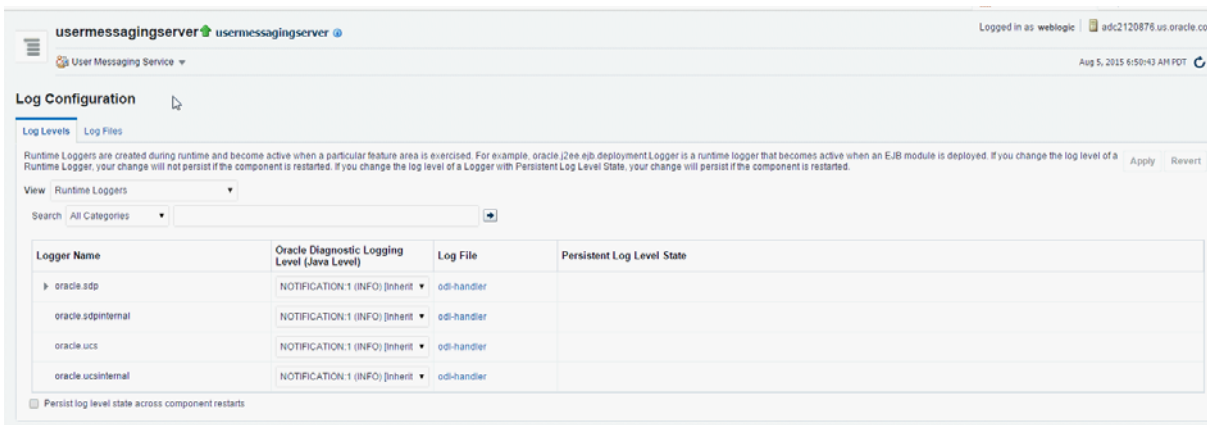 usermessagingserver usermessagingserver
Logged in as weblogic adc2120876.us.oracle.co
User Messaging Service
Aug 5, 2015 6:50:43 AM PDT
Log Configuration
Log Levels Log Files
Runtime Loggers are created during runtime and become active when a particular feature area is exercised. For example, oracle.j2ee.ejb.deployment.Logger is a runtime logger that becomes active when an EJB module is deployed. If you change the log level of a
Runtime Logger, your change will not persist if the component is restarted. If you change the log level of a Logger with Persistent Log Level State, your change will persist if the component is restarted.
Apply Revert
View Runtime Loggers
Search All Categories
Logger Name
Oracle Diagnostic Logging
Level (Java Level)
Log File
Persistent Log Level State
oracle.sdp NOTIFICATION:1 (INFO) [Inherit odl-handler
oracle.sdpinternal NOTIFICATION:1 (INFO) [Inherit odl-handler
oracle.ucs NOTIFICATION:1 (INFO) [Inherit odl-handler
oracle.ucsinternal NOTIFICATION:1 (INFO) [Inherit odl-handler
Persist log level state across component restarts